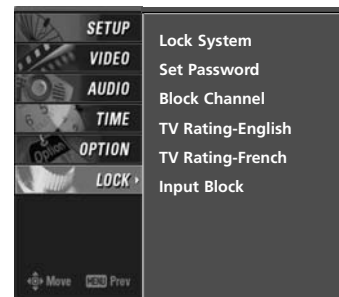 SETUP
VIDEO
AUDIO
TIME
OPTION
LOCK
Move MENU Prev
Lock System
Set Password
Block Channel
TV Rating-English
TV Rating-French
Input Block